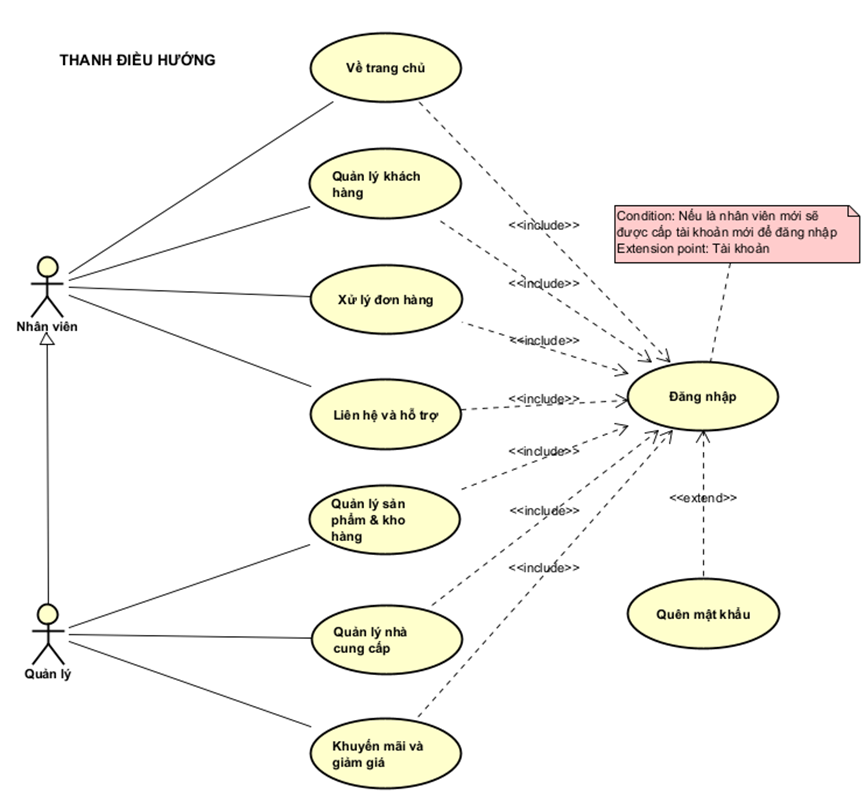 THANH ĐIỀU HƯỚNG
Về trang chủ
Quản lý khách
hàng
<<include>>
Condition: Nếu là nhân viên mới sẽ
được cấp tài khoản mới để đăng nhập
Extension point: Tài khoản
<<include>>
Xử lý đơn hàng
Nhân viên
<<include>>
Đăng nhập
<<include>>
Liên hệ và hỗ trợ
<<include>>
Quản lý sản
phẩm & kho
hàng
<<extend>>
<<include>>
<<include>>
Quên mật khẩu
Quản lý nhà
cung cấp
Quản lý
Khuyến mãi và
giảm giá